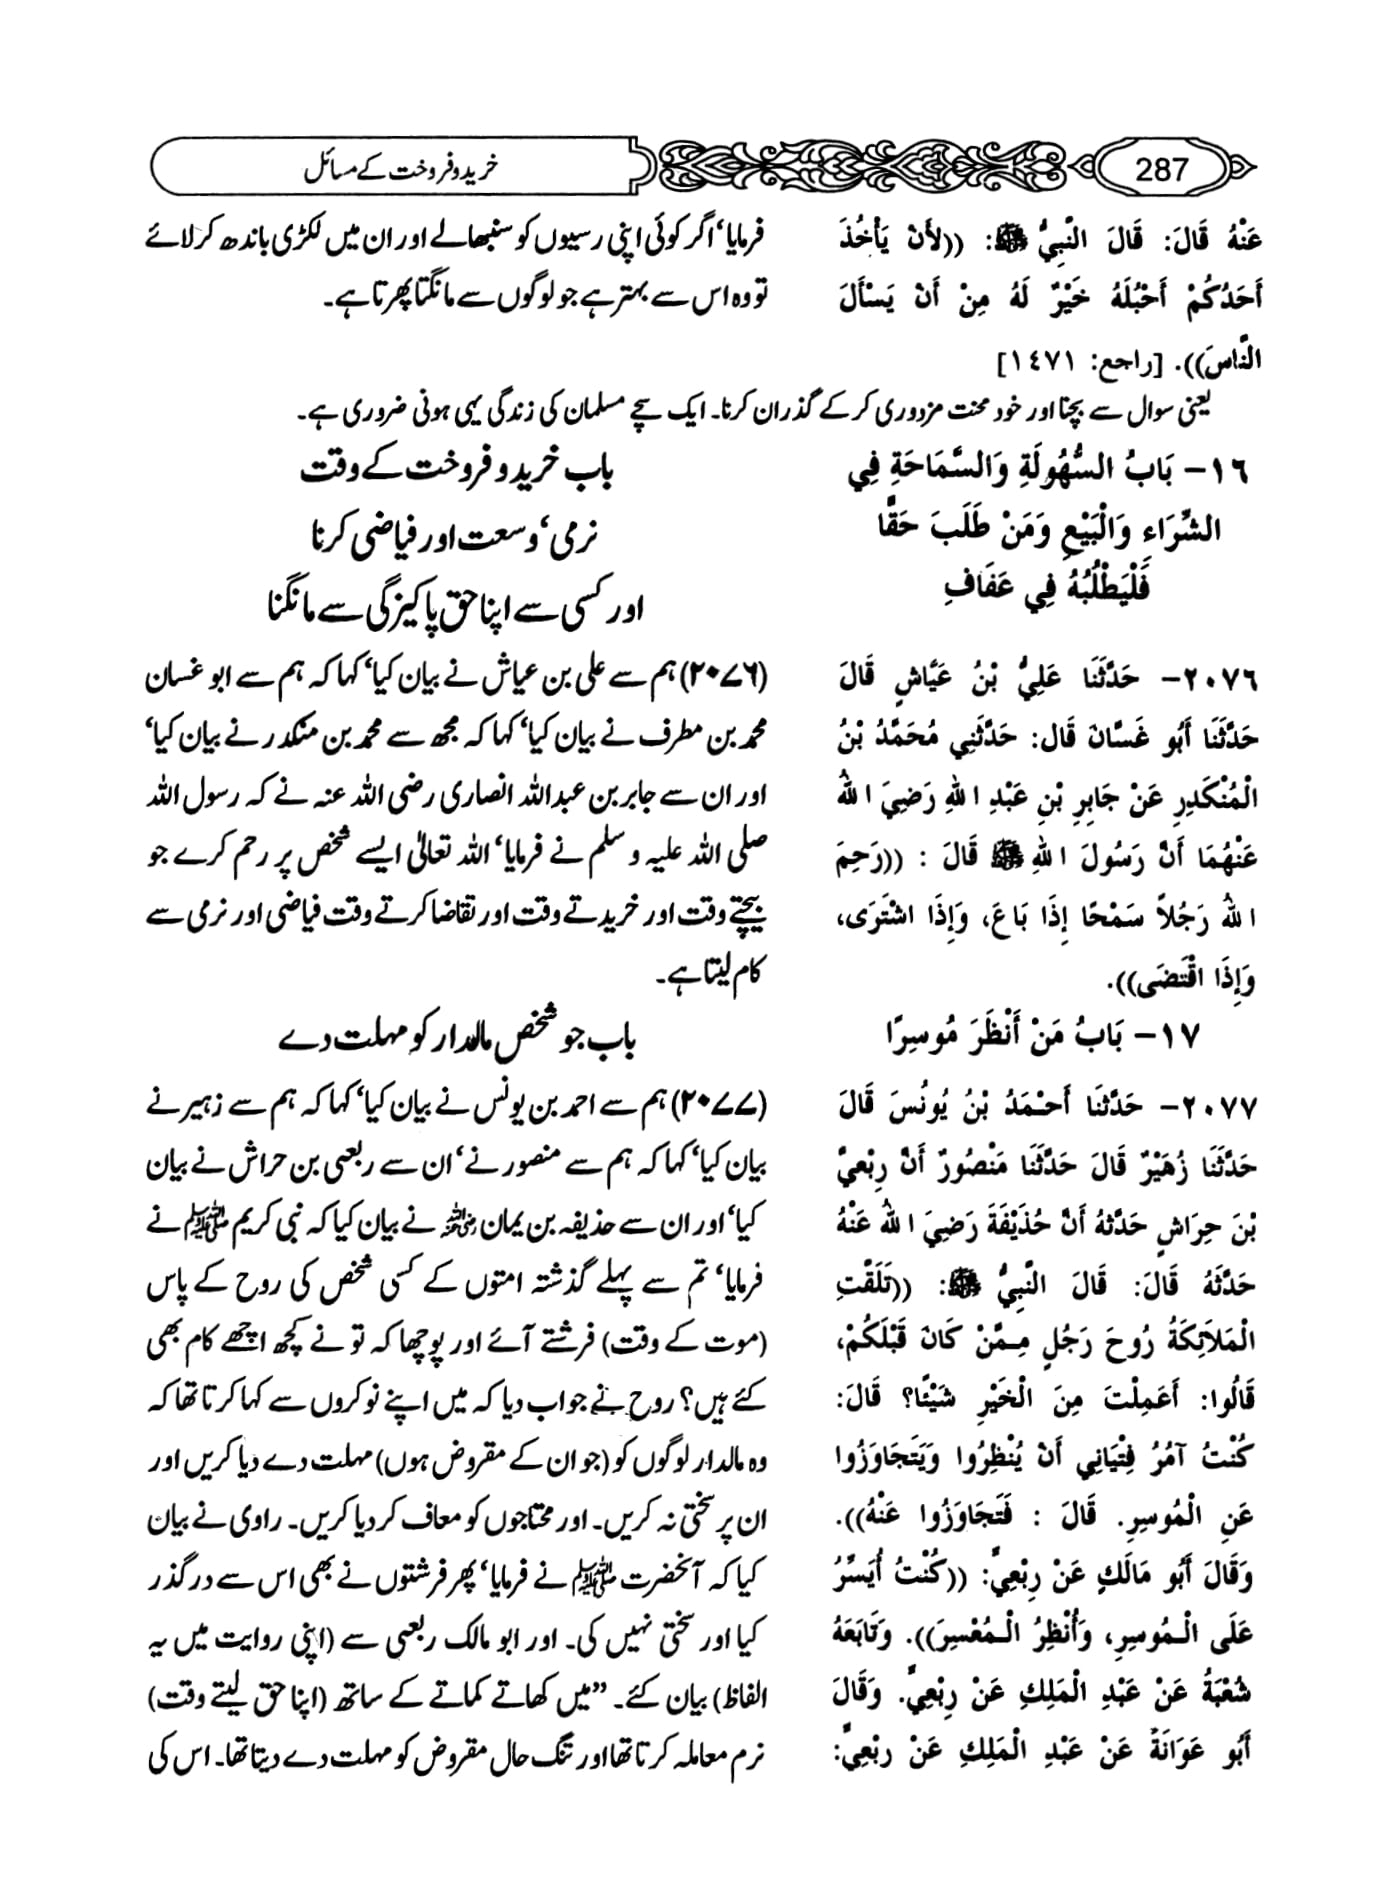 287
خرید و فروخت کے مسائل
عَنْهُ قَالَ: قَالَ النَّبِيُّ ﷺ: ((لأَنْ يَأْخُذَ
أَحَدُكُمْ أَحْبُلَهُ خَيْرٌ لَهُ مِنْ أَنْ يَسْأَلَ
النَّاسَ)). [راجع: ١٤٧١]
فرمایا‘ اگر کوئی اپنی رسیوں کو سنبھالے اور ان میں لکڑی باندھ کر لائے
تو وہ اس سے بہتر ہے جو لوگوں سے مانگتا پھرتا ہے۔
یعنی سوال سے بچنا اور خود محنت مزدوری کر کے گذران کرنا۔ ایک سچے مسلمان کی زندگی یہی ہونی ضروری ہے۔
١٦- بَابُ السُّهُولَةِ وَالسَّمَاحَةِ فِي
الشِّرَاءِ وَالْبَيْعِ وَمَنْ طَلَبَ حَقًّا
فَلْيَطْلُبْهُ فِي عَفَافٍ
باب خرید و فروخت کے وقت
نرمی‘ وسعت اور فیاضی کرنا
اور کسی سے اپنا حق پاکیزگی سے مانگنا
٢٠٧٦- حَدَّثَنَا عَلِيُّ بْنُ عَيَّاشٍ قَالَ
حَدَّثَنَا أَبُو غَسَّانَ قَالَ: حَدَّثَنِي مُحَمَّدُ بْنُ
الْمُنْكَدِرِ عَنْ جَابِرِ بْنِ عَبْدِ اللهِ رَضِيَ اللهُ
عَنْهُمَا أَنَّ رَسُولَ اللهِ ﷺ قَالَ : ((رَحِمَ
اللهُ رَجُلاً سَمْحًا إِذَا بَاعَ، وَإِذَا اشْتَرَى،
وَإِذَا اقْتَضَى)).
(۲۰۷۶) ہم سے علی بن عیاش نے بیان کیا‘ کہا کہ ہم سے ابو غسان
محمد بن مطرف نے بیان کیا‘ کہا کہ مجھ سے محمد بن منکدر نے بیان کیا‘
اور ان سے جابر بن عبداللہ انصاری رضی اللہ عنہ نے کہ رسول اللہ
صلی اللہ علیہ و سلم نے فرمایا‘ اللہ تعالیٰ ایسے شخص پر رحم کرے جو
بیچتے وقت اور خریدتے وقت اور تقاضا کرتے وقت فیاضی اور نرمی سے
کام لیتا ہے۔
١٧- بَابُ مَنْ أَنْظَرَ مُوسِرًا
باب جو شخص مالدار کو مہلت دے
٢٠٧٧- حَدَّثَنَا أَحْمَدُ بْنُ يُونُسَ قَالَ
حَدَّثَنَا زُهَيْرٌ قَالَ حَدَّثَنَا مَنْصُورٌ أَنَّ رِبْعِيَّ
بْنَ حِرَاشٍ حَدَّثهُ أَنَّ حُذَيْفَةَ رَضِيَ اللهُ عَنْهُ
حَدَّثَهُ قَالَ: قَالَ النَّبِيُّ ﷺ: ((تَلَقَّتِ
الْمَلاَئِكَةُ رُوحَ رَجُلٍ مِمَّنْ كَانَ قَبْلَكُمْ،
قَالُوا: أَعَمِلْتَ مِنَ الْخَيْرِ شَيْئًا؟ قَالَ:
كُنْتُ آمُرُ فِتْيَانِي أَنْ يُنْظِرُوا وَيَتَجَاوَزُوا
عَنِ الْمُوسِرِ. قَالَ : فَتَجَاوَزُوا عَنْهُ)).
وَقَالَ أَبُو مَالَكٍ عَنْ رِبْعِيٍّ: ((كُنْتُ أُيَسِّرُ
عَلَى الْمُوسِرِ، وَأُنْظِرُ الْمُعْسِرَ)). وَتَابَعَهُ
شُعْبَةُ عَنْ عَبْدِ الْمَلِكِ عَنْ رِبْعِيٍّ. وَقَالَ
أَبُو عَوَانَةَ عَنْ عَبْدِ الْمَلِكِ عَنْ رِبْعِيٍّ:
(۲۰۷۷) ہم سے احمد بن یونس نے بیان کیا‘ کہا کہ ہم سے زہیر نے
بیان کیا‘ کہا کہ ہم سے منصور نے‘ ان سے ربعی بن حراش نے بیان
کیا‘ اور ان سے حذیفہ بن یمان رضی اللہ عنہ نے بیان کیا کہ نبی کریم ﷺ نے
فرمایا‘ تم سے پہلے گذشتہ امتوں کے کسی شخص کی روح کے پاس
(موت کے وقت) فرشتے آئے اور پوچھا کہ تو نے کچھ اچھے کام بھی
کئے ہیں؟ روح نے جواب دیا کہ میں اپنے نوکروں سے کہا کرتا تھا کہ
وہ مالدار لوگوں کو (جو ان کے مقروض ہوں) مہلت دے دیا کریں اور
ان پر سختی نہ کریں۔ اور محتاجوں کو معاف کر دیا کریں۔ راوی نے بیان
کیا کہ آنحضرت ﷺ نے فرمایا‘ پھر فرشتوں نے بھی اس سے درگذر
کیا اور سختی نہیں کی۔ اور ابو مالک ربعی سے (اپنی روایت میں یہ
الفاظ) بیان کئے۔ ”میں کھاتے کماتے کے ساتھ (اپنا حق لیتے وقت)
نرم معاملہ کرتا تھا اور تنگ حال مقروض کو مہلت دے دیتا تھا۔ اس کی